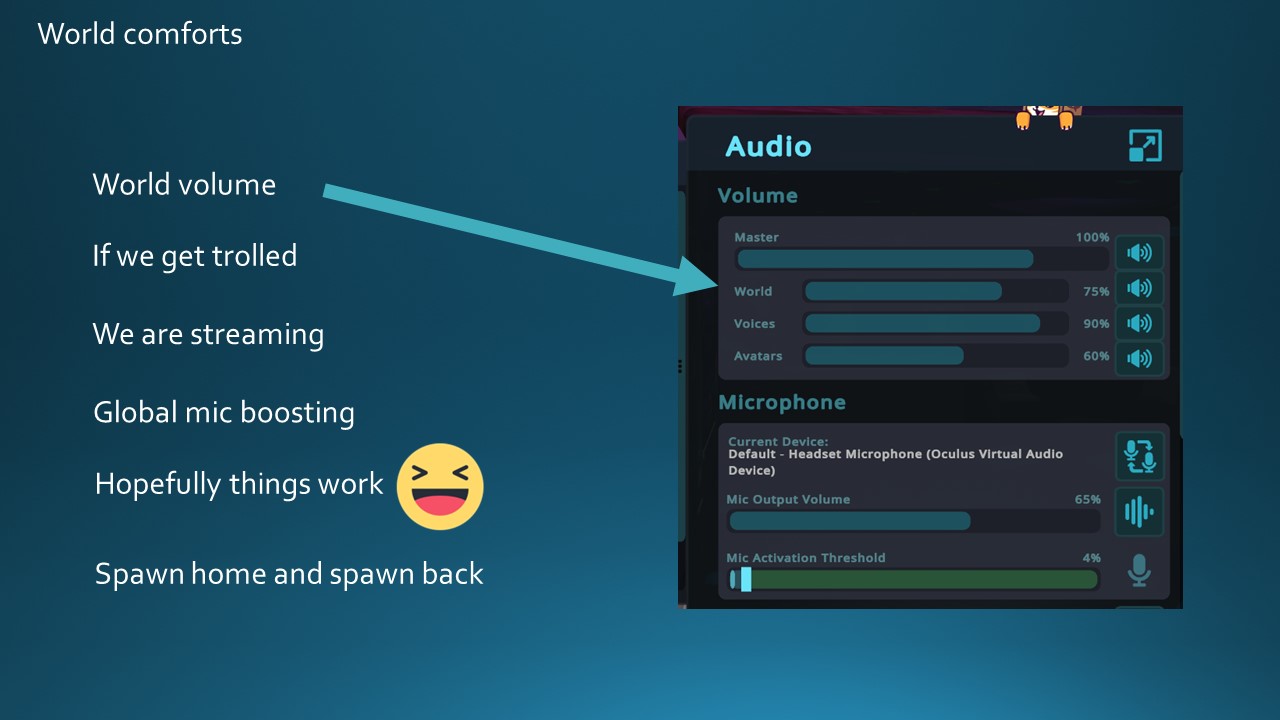 World comforts
World volume
If we get trolled
We are streaming
Global mic boosting
Hopefully things work
Spawn home and spawn back
Audio
Volume
Master 100%
World 75%
Voices 90%
Avatars 60%
Microphone
Current Device:
Default - Headset Microphone (Oculus Virtual Audio
Device)
Mic Output Volume 65%
Mic Activation Threshold 4%